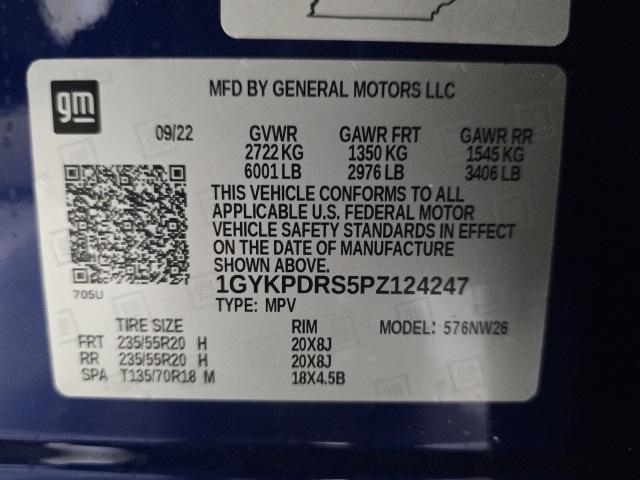 gm
MFD BY GENERAL MOTORS LLC
09/22 GVWR GAWR FRT GAWR RR
2722 KG 1350 KG 1545 KG
6001 LB 2976 LB 3406 LB
THIS VEHICLE CONFORMS TO ALL
APPLICABLE U.S. FEDERAL MOTOR
VEHICLE SAFETY STANDARDS IN EFFECT
ON THE DATE OF MANUFACTURE
SHOWN ABOVE.
705U
1GYKPDRS5PZ124247
TYPE: MPV
TIRE SIZE RIM MODEL: 576NW26
FRT 235/55R20 H 20X8J
RR 235/55R20 H 20X8J
SPA T135/70R18 M 18X4.5B